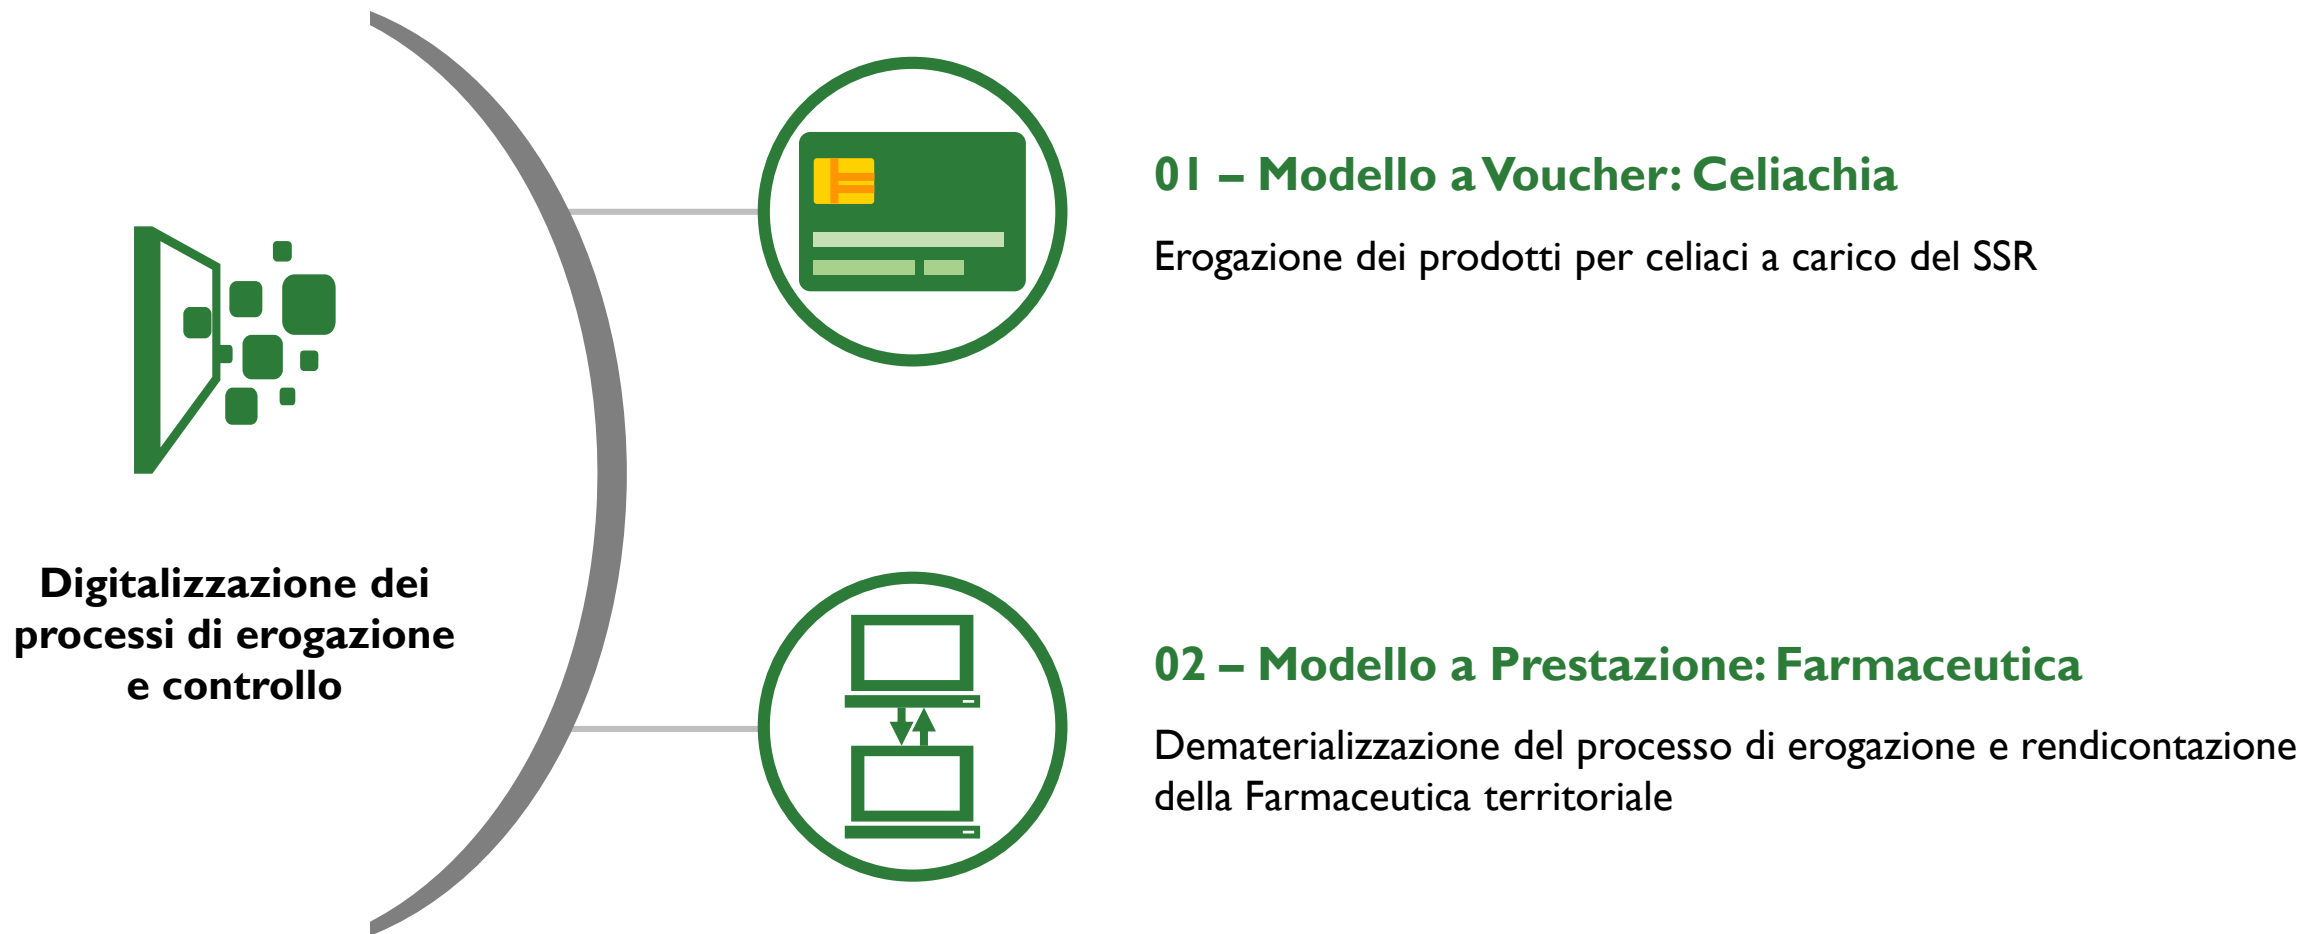 Digitalizzazione dei
processi di erogazione
e controllo
01 – Modello a Voucher: Celiachia
Erogazione dei prodotti per celiaci a carico del SSR
02 – Modello a Prestazione: Farmaceutica
Dematerializzazione del processo di erogazione e rendicontazione
della Farmaceutica territoriale